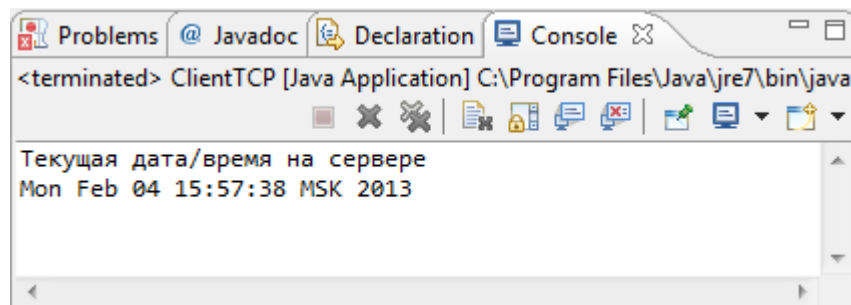 Problems @ Javadoc Declaration Console
<terminated> ClientTCP [Java Application] C:\Program Files\Java\jre7\bin\java
Текущая дата/время на сервере
Mon Feb 04 15:57:38 MSK 2013